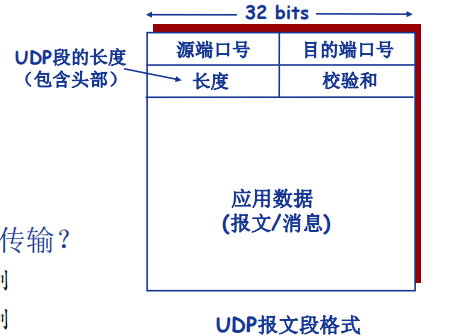 32 bits
源端口号 目的端口号
UDP段的长度
（包含头部）
长度 校验和
应用数据
(报文/消息)
传输？
UDP报文段格式